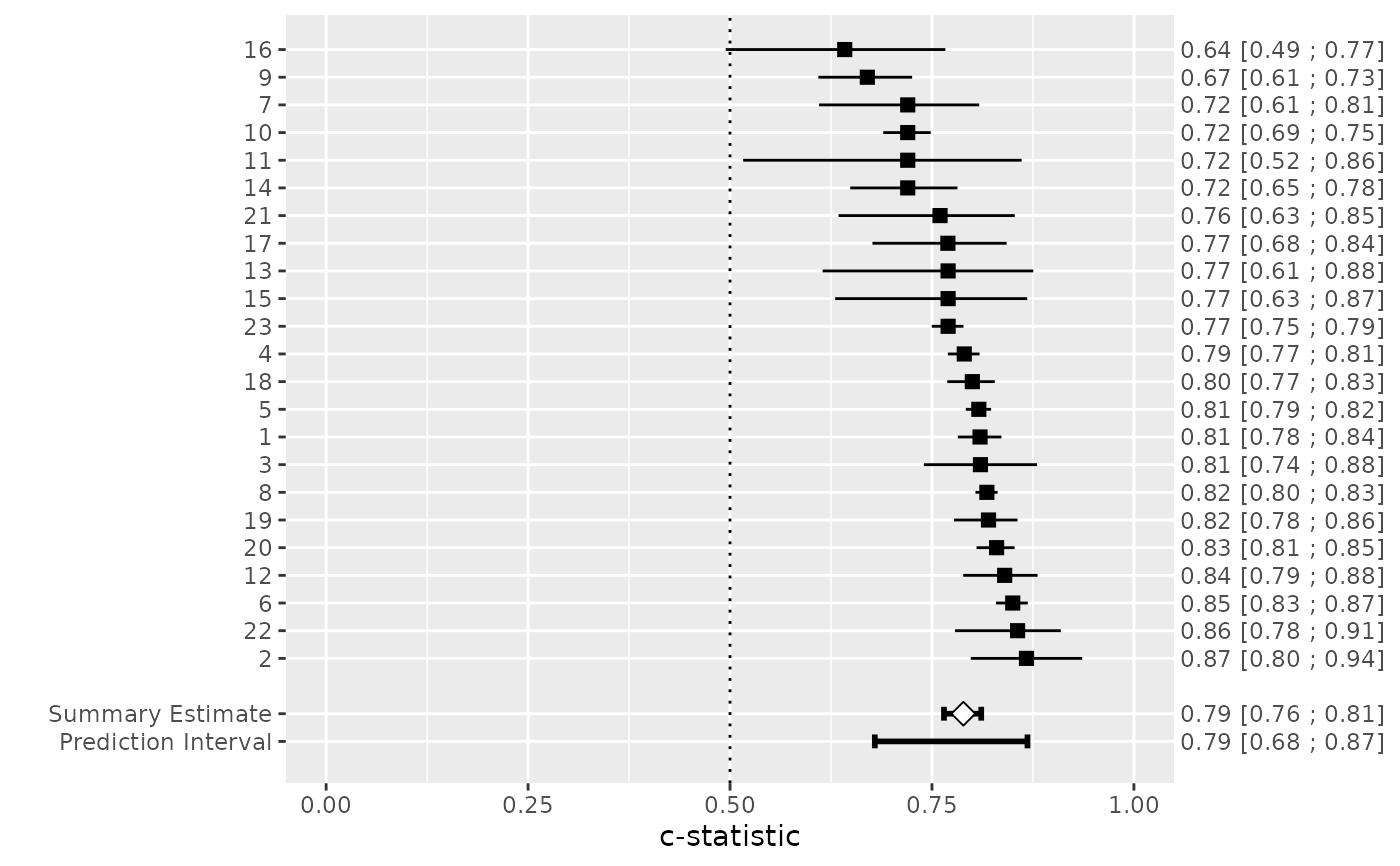 16 0.64 [0.49 ; 0.77]
9 0.67 [0.61 ; 0.73]
7 0.72 [0.61 ; 0.81]
10 0.72 [0.69 ; 0.75]
11 0.72 [0.52 ; 0.86]
14 0.72 [0.65 ; 0.78]
21 0.76 [0.63 ; 0.85]
17 0.77 [0.68 ; 0.84]
13 0.77 [0.61 ; 0.88]
15 0.77 [0.63 ; 0.87]
23 0.77 [0.75 ; 0.79]
4 0.79 [0.77 ; 0.81]
18 0.80 [0.77 ; 0.83]
5 0.81 [0.79 ; 0.82]
1 0.81 [0.78 ; 0.84]
3 0.81 [0.74 ; 0.88]
8 0.82 [0.80 ; 0.83]
19 0.82 [0.78 ; 0.86]
20 0.83 [0.81 ; 0.85]
12 0.84 [0.79 ; 0.88]
6 0.85 [0.83 ; 0.87]
22 0.86 [0.78 ; 0.91]
2 0.87 [0.80 ; 0.94]
Summary Estimate 0.79 [0.76 ; 0.81]
Prediction Interval 0.79 [0.68 ; 0.87]
0.00 0.25 0.50 0.75 1.00
c-statistic